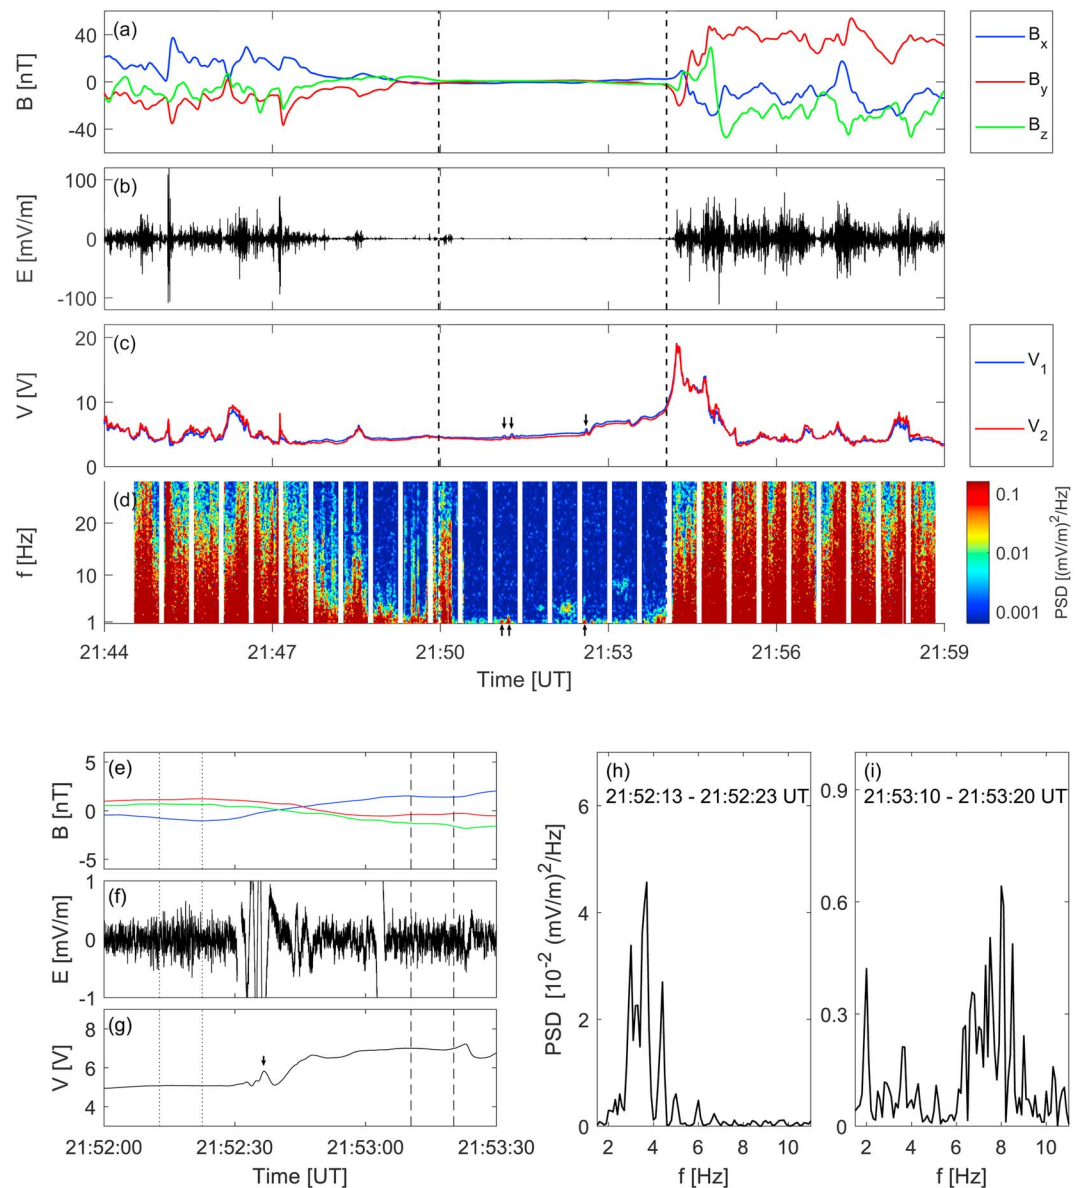 (a)
B [nT]
40
0
-40
B_x
B_y
B_z
(b)
E [mV/m]
100
0
-100
(c)
V [V]
20
10
0
V_1
V_2
(d)
f [Hz]
20
10
1
0.1
0.01
0.001
PSD [(mV/m)^2/Hz]
21:44 21:47 21:50 21:53 21:56 21:59
Time [UT]
(e)
B [nT]
5
0
-5
(f)
E [mV/m]
1
0
-1
(g)
V [V]
8
6
4
21:52:00 21:52:30 21:53:00 21:53:30
Time [UT]
(h)
21:52:13 - 21:52:23 UT
PSD [10^-2 (mV/m)^2/Hz]
6
4
2
0
2 4 6 8 10
f [Hz]
(i)
21:53:10 - 21:53:20 UT
0.9
0.6
0.3
0
2 4 6 8 10
f [Hz]